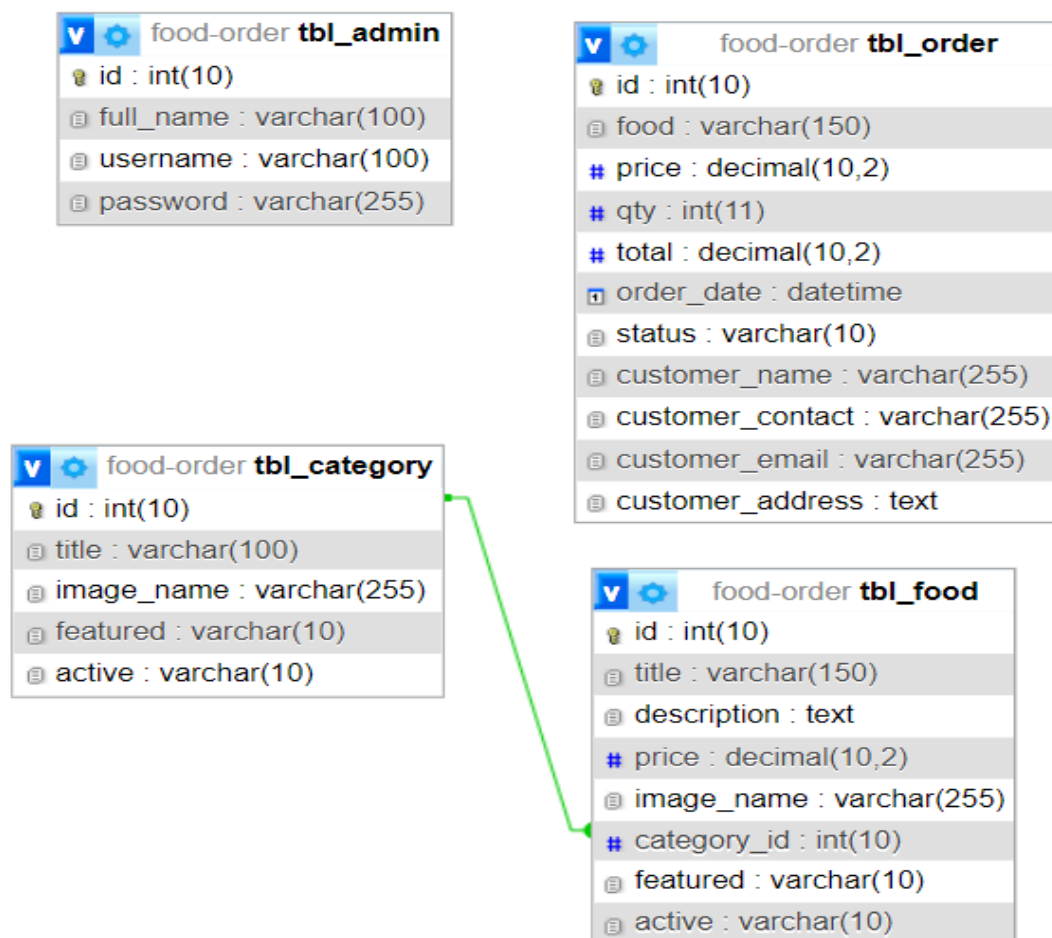 v food-order tbl_admin
id : int(10)
full_name : varchar(100)
username : varchar(100)
password : varchar(255)
v food-order tbl_order
id : int(10)
food : varchar(150)
# price : decimal(10,2)
# qty : int(11)
# total : decimal(10,2)
order_date : datetime
status : varchar(10)
customer_name : varchar(255)
customer_contact : varchar(255)
customer_email : varchar(255)
customer_address : text
v food-order tbl_category
id : int(10)
title : varchar(100)
image_name : varchar(255)
featured : varchar(10)
active : varchar(10)
v food-order tbl_food
id : int(10)
title : varchar(150)
description : text
# price : decimal(10,2)
image_name : varchar(255)
# category_id : int(10)
featured : varchar(10)
active : varchar(10)